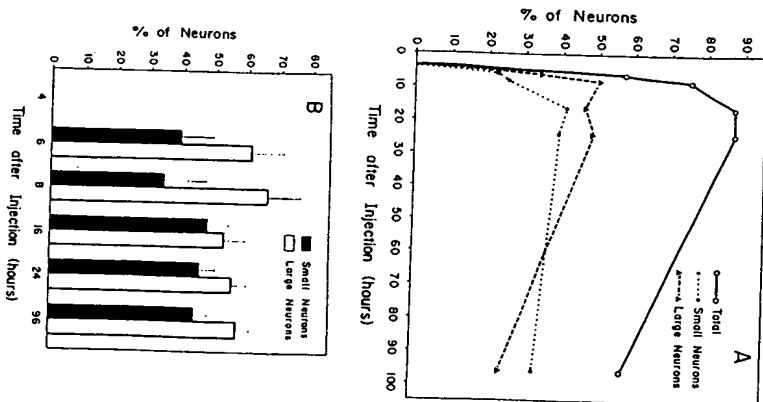 A
% of Neurons
0 10 20 30 40 50 60 70 80 90
0 10 20 30 40 50 60 70 80 90 100
Time after Injection (hours)
Total
Small Neurons
Large Neurons
B
% of Neurons
0 10 20 30 40 50 60 70 80
4 6 8 16 24 96
Time after Injection (hours)
Small Neurons
Large Neurons